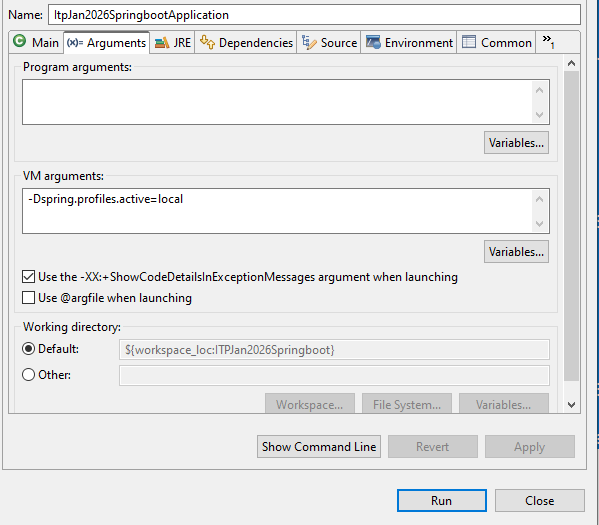 Name: ItpJan2026SpringbootApplication
Main (x)= Arguments JRE Dependencies Source Environment Common »1
Program arguments:
Variables...
VM arguments:
-Dspring.profiles.active=local
Variables...
Use the -XX:+ShowCodeDetailsInExceptionMessages argument when launching
Use @argfile when launching
Working directory:
Default: ${workspace_loc:ITPJan2026Springboot}
Other:
Workspace... File System... Variables...
Show Command Line Revert Apply
Run Close